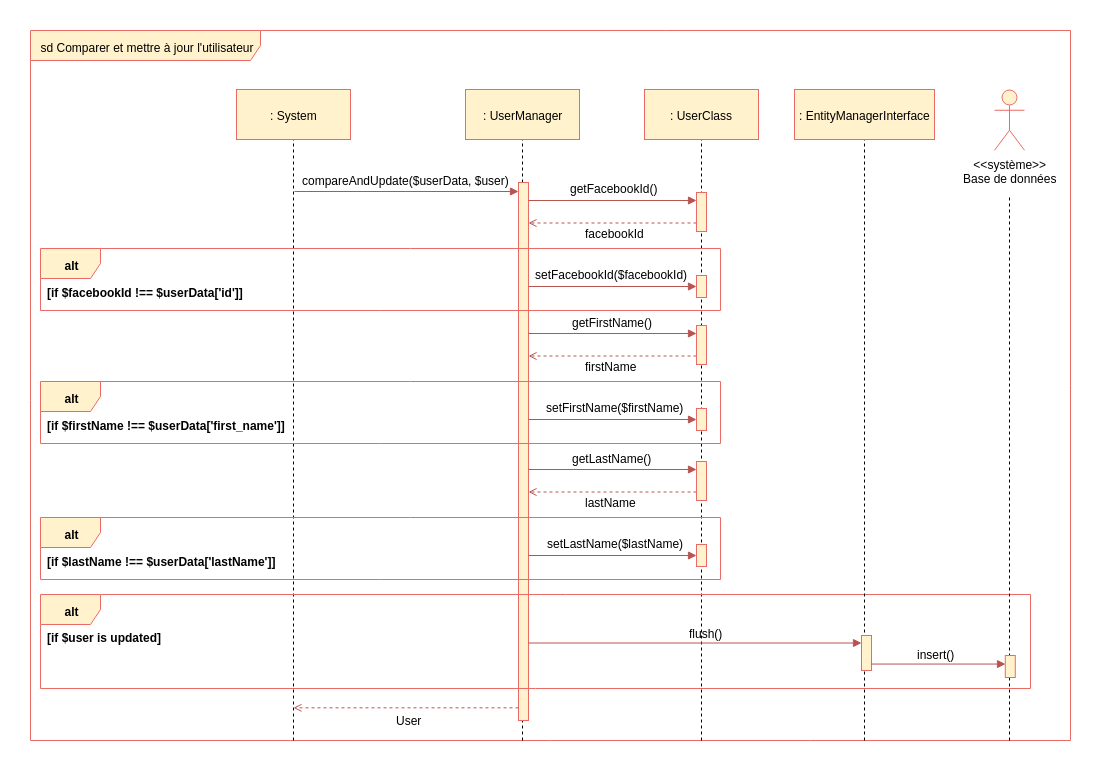 sd Comparer et mettre à jour l'utilisateur
: System
: UserManager
: UserClass
: EntityManagerInterface
<<système>>
Base de données
compareAndUpdate($userData, $user)
getFacebookId()
facebookId
alt
setFacebookId($facebookId)
[if $facebookId !== $userData['id']]
getFirstName()
firstName
alt
setFirstName($firstName)
[if $firstName !== $userData['first_name']]
getLastName()
lastName
alt
setLastName($lastName)
[if $lastName !== $userData['lastName']]
alt
[if $user is updated]
flush()
insert()
User